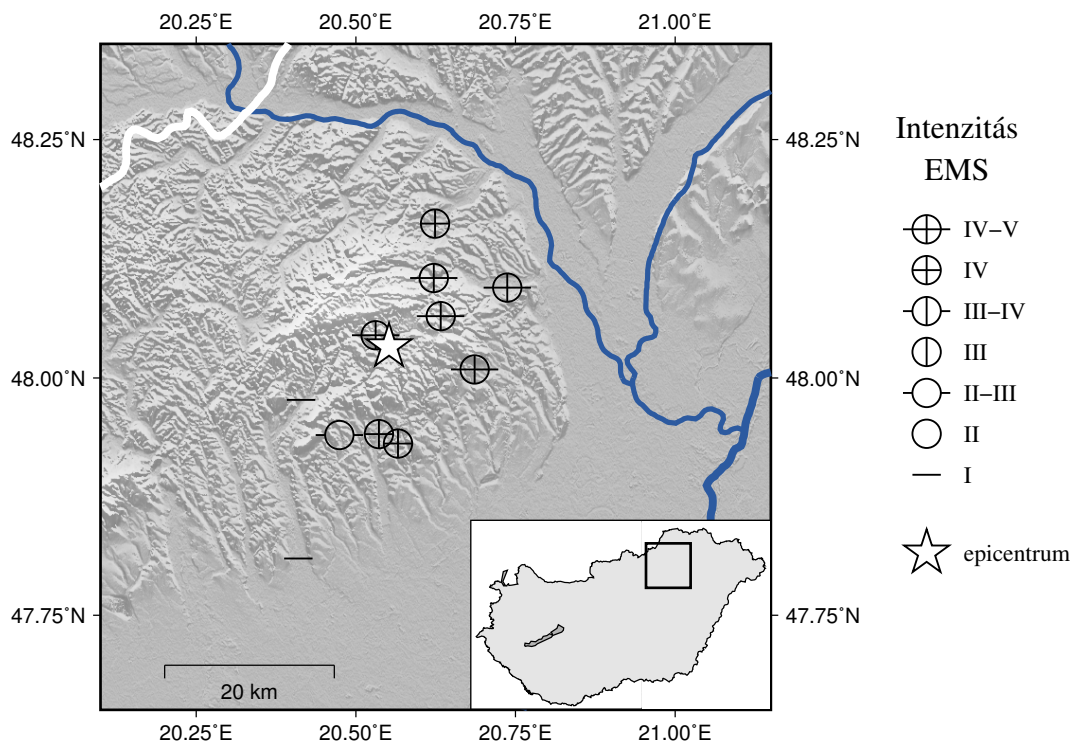 20.25°E 20.50°E 20.75°E 21.00°E
48.25°N 48.25°N
48.00°N 48.00°N
47.75°N 47.75°N
20 km
20.25°E 20.50°E 20.75°E 21.00°E
Intenzitás
EMS
IV–V
IV
III–IV
III
II–III
II
I
epicentrum